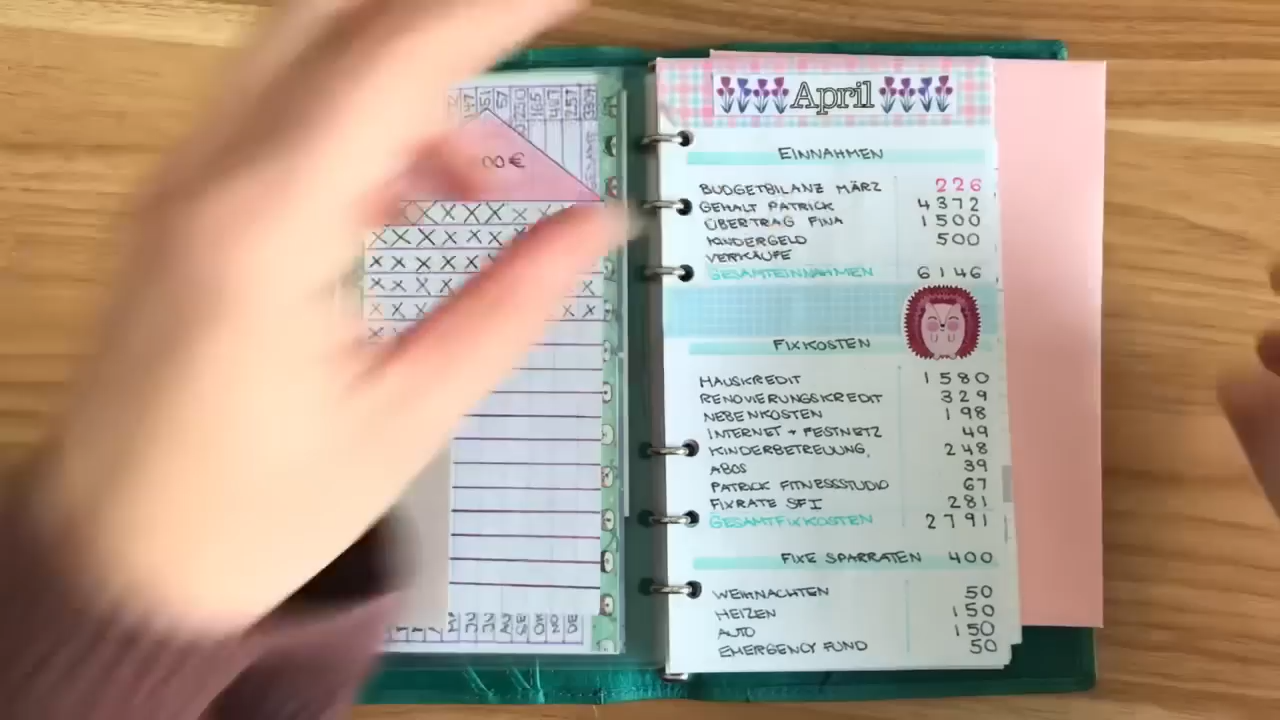 8€
April
EINNAHMEN
BUDGETBILANZ MÄRZ 226
GEHALT PATRICK 4372
ÜBERTRAG FINA 1500
KINDERGELD 500
VERKÄUFE
GESAMTEINNAHMEN 6146
FIXKOSTEN
HAUSKREDIT 1580
RENOVIERUNGSKREDIT 329
NEBENKOSTEN 198
INTERNET + FESTNETZ 49
KINDERBETREUUNG 248
ABOS 39
PATRICK FITNESSSTUDIO 67
FIXRATE SFI 281
GESAMTFIXKOSTEN 2791
FIXE SPARRATEN 400
WEIHNACHTEN 50
HEIZEN 150
AUTO 150
EMERGENCY FUND 50